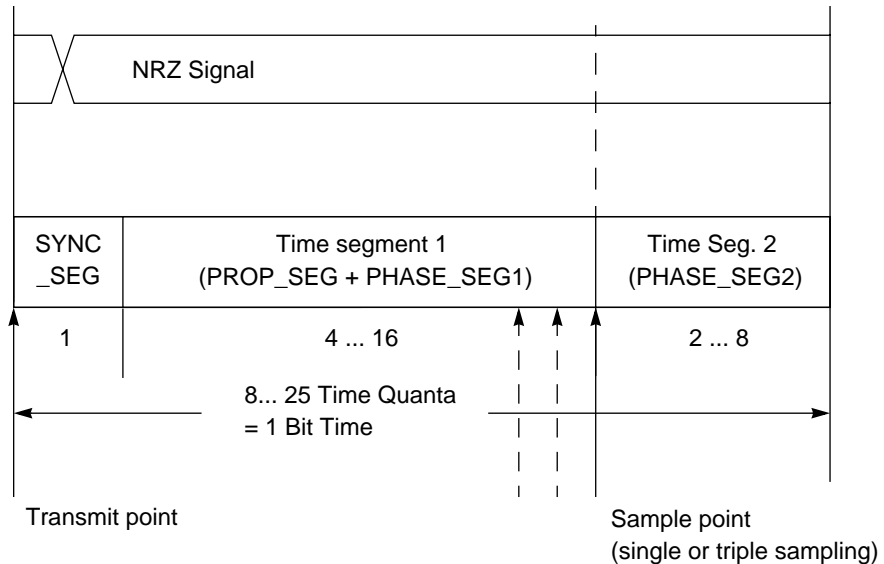 NRZ Signal
SYNC
_SEG
Time segment 1
(PROP_SEG + PHASE_SEG1)
Time Seg. 2
(PHASE_SEG2)
1
4 ... 16
2 ... 8
8... 25 Time Quanta
= 1 Bit Time
Transmit point
Sample point
(single or triple sampling)